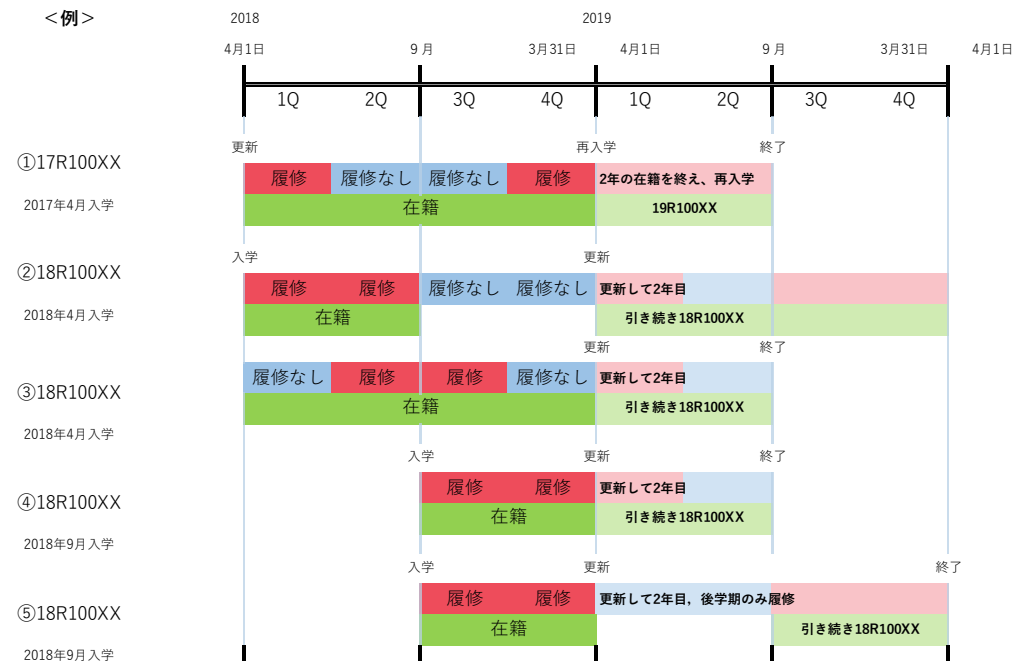 ＜例＞
2018
2019
4月1日
9 月
3月31日
4月1日
9 月
3月31日
4月1日
1Q
2Q
3Q
4Q
1Q
2Q
3Q
4Q
更新
再入学
終了
①17R100XX
履修
履修なし
履修なし
履修
2年の在籍を終え、再入学
2017年4月入学
在籍
19R100XX
入学
更新
②18R100XX
履修
履修
履修なし
履修なし
更新して2年目
2018年4月入学
在籍
引き続き18R100XX
更新
終了
③18R100XX
履修なし
履修
履修
履修なし
更新して2年目
在籍
引き続き18R100XX
2018年4月入学
入学
更新
終了
④18R100XX
履修
履修
更新して2年目
在籍
引き続き18R100XX
2018年9月入学
入学
更新
終了
⑤18R100XX
履修
履修
更新して2年目，後学期のみ履修
在籍
引き続き18R100XX
2018年9月入学